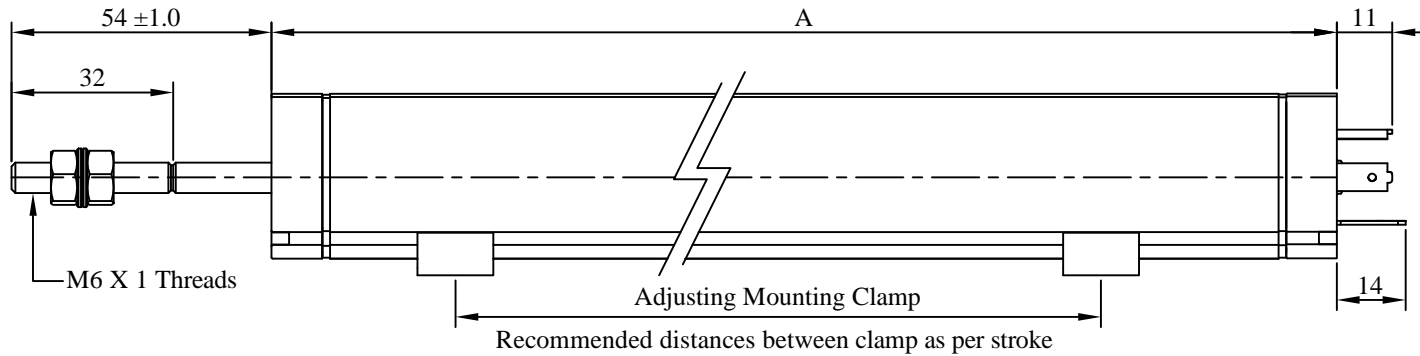 54 ±1.0
A
11
32
M6 X 1 Threads
Adjusting Mounting Clamp
14
Recommended distances between clamp as per stroke